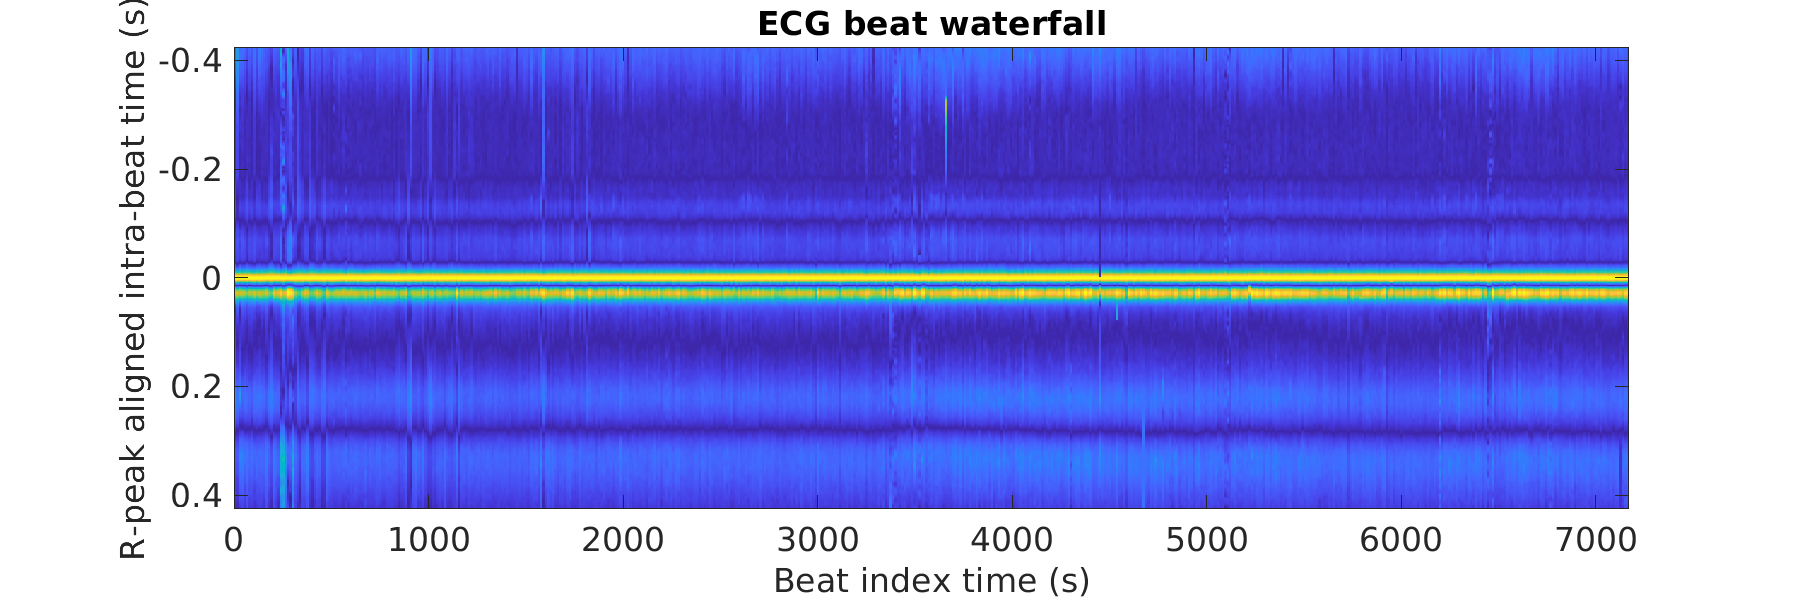 ECG beat waterfall
R-peak aligned intra-beat time (s)
-0.4
-0.2
0
0.2
0.4
0 1000 2000 3000 4000 5000 6000 7000
Beat index time (s)